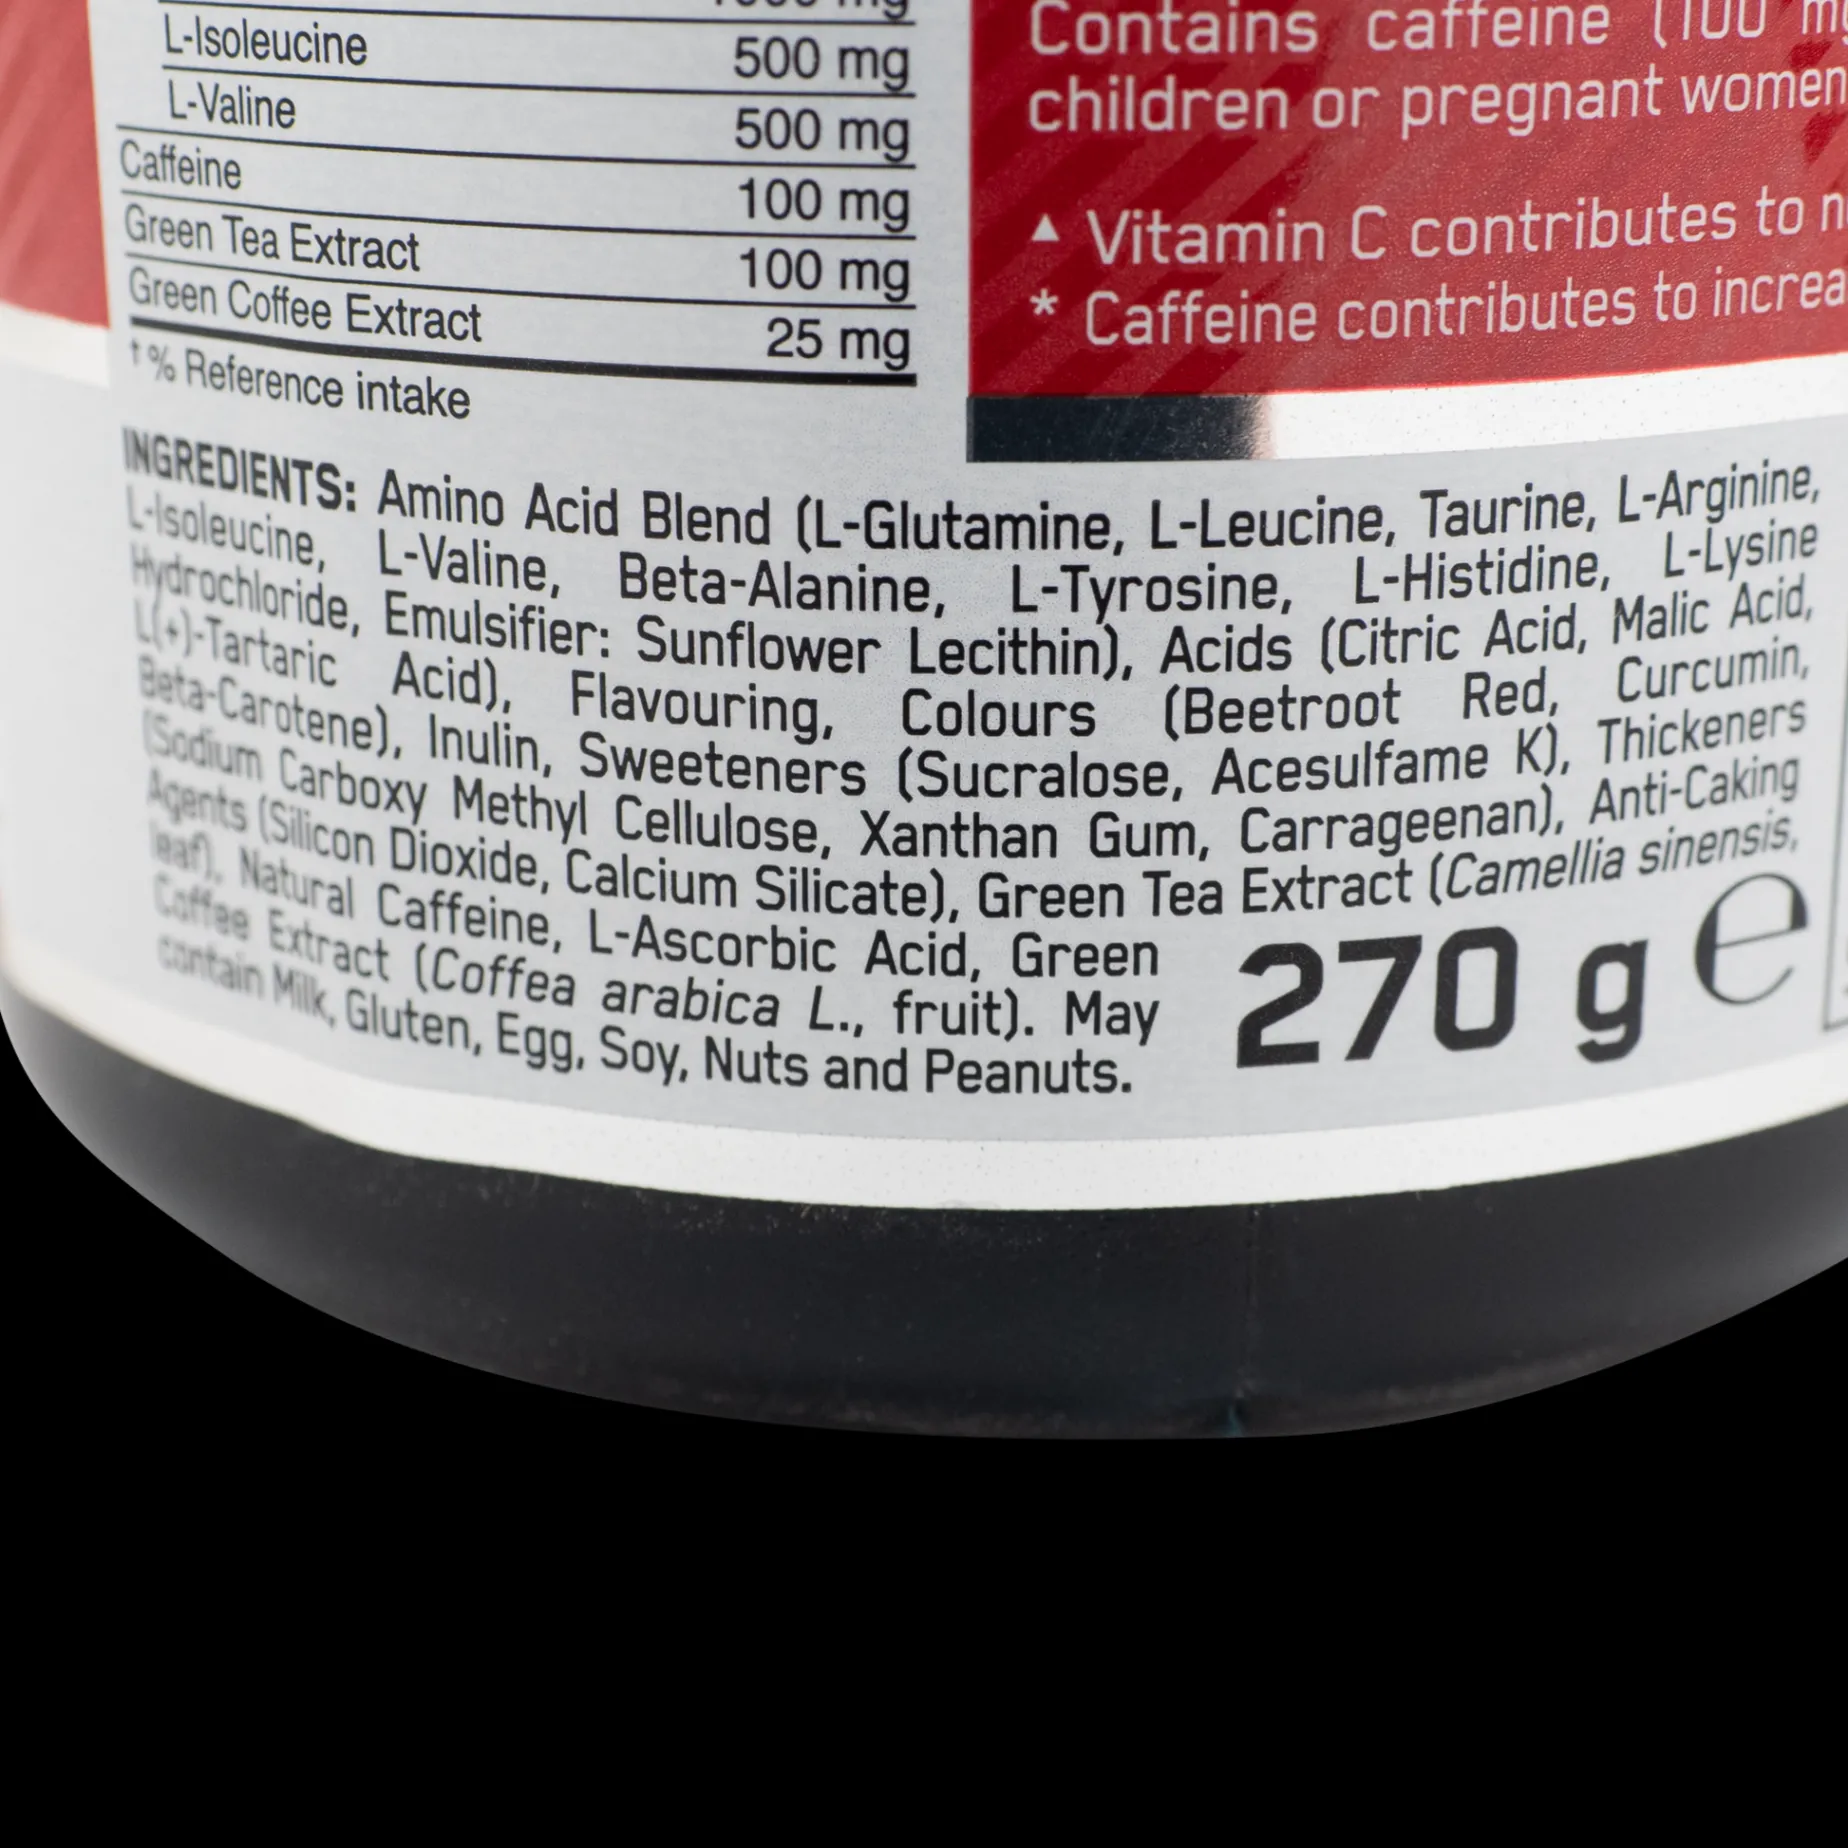 L-Isoleucine 500 mg
L-Valine 500 mg
Caffeine 100 mg
Green Tea Extract 100 mg
Green Coffee Extract 25 mg
† % Reference intake
Contains caffeine (100
children or pregnant women
▲ Vitamin C contributes to
* Caffeine contributes to
INGREDIENTS: Amino Acid Blend (L-Glutamine, L-Leucine, Taurine, L-Arginine,
L-Isoleucine, L-Valine, Beta-Alanine, L-Tyrosine, L-Histidine, L-Lysine
Hydrochloride, Emulsifier: Sunflower Lecithin), Acids (Citric Acid, Malic Acid,
L(+)-Tartaric Acid), Flavouring, Colours (Beetroot Red, Curcumin,
Beta-Carotene), Inulin, Sweeteners (Sucralose, Acesulfame K), Thickeners
(Sodium Carboxy Methyl Cellulose, Xanthan Gum, Carrageenan), Anti-Caking
Agents (Silicon Dioxide, Calcium Silicate), Green Tea Extract (Camellia sinensis,
leaf), Natural Caffeine, L-Ascorbic Acid, Green
Coffee Extract (Coffea arabica L., fruit). May
contain Milk, Gluten, Egg, Soy, Nuts and Peanuts.
270 g ℮